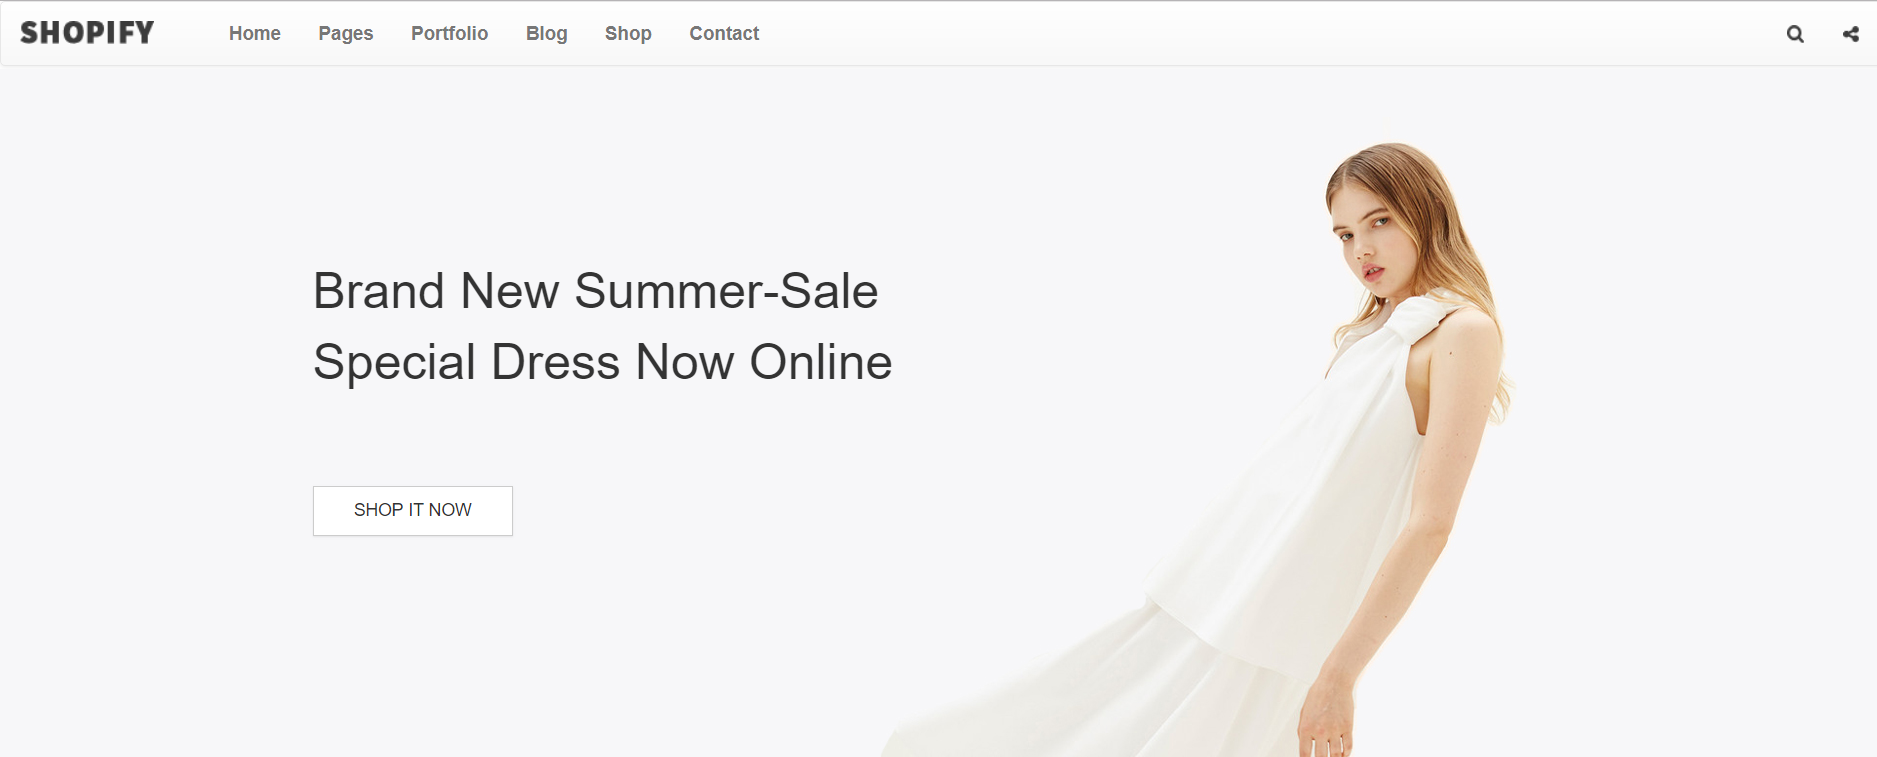 SHOPIFY Home Pages Portfolio Blog Shop Contact
Brand New Summer-Sale
Special Dress Now Online
SHOP IT NOW